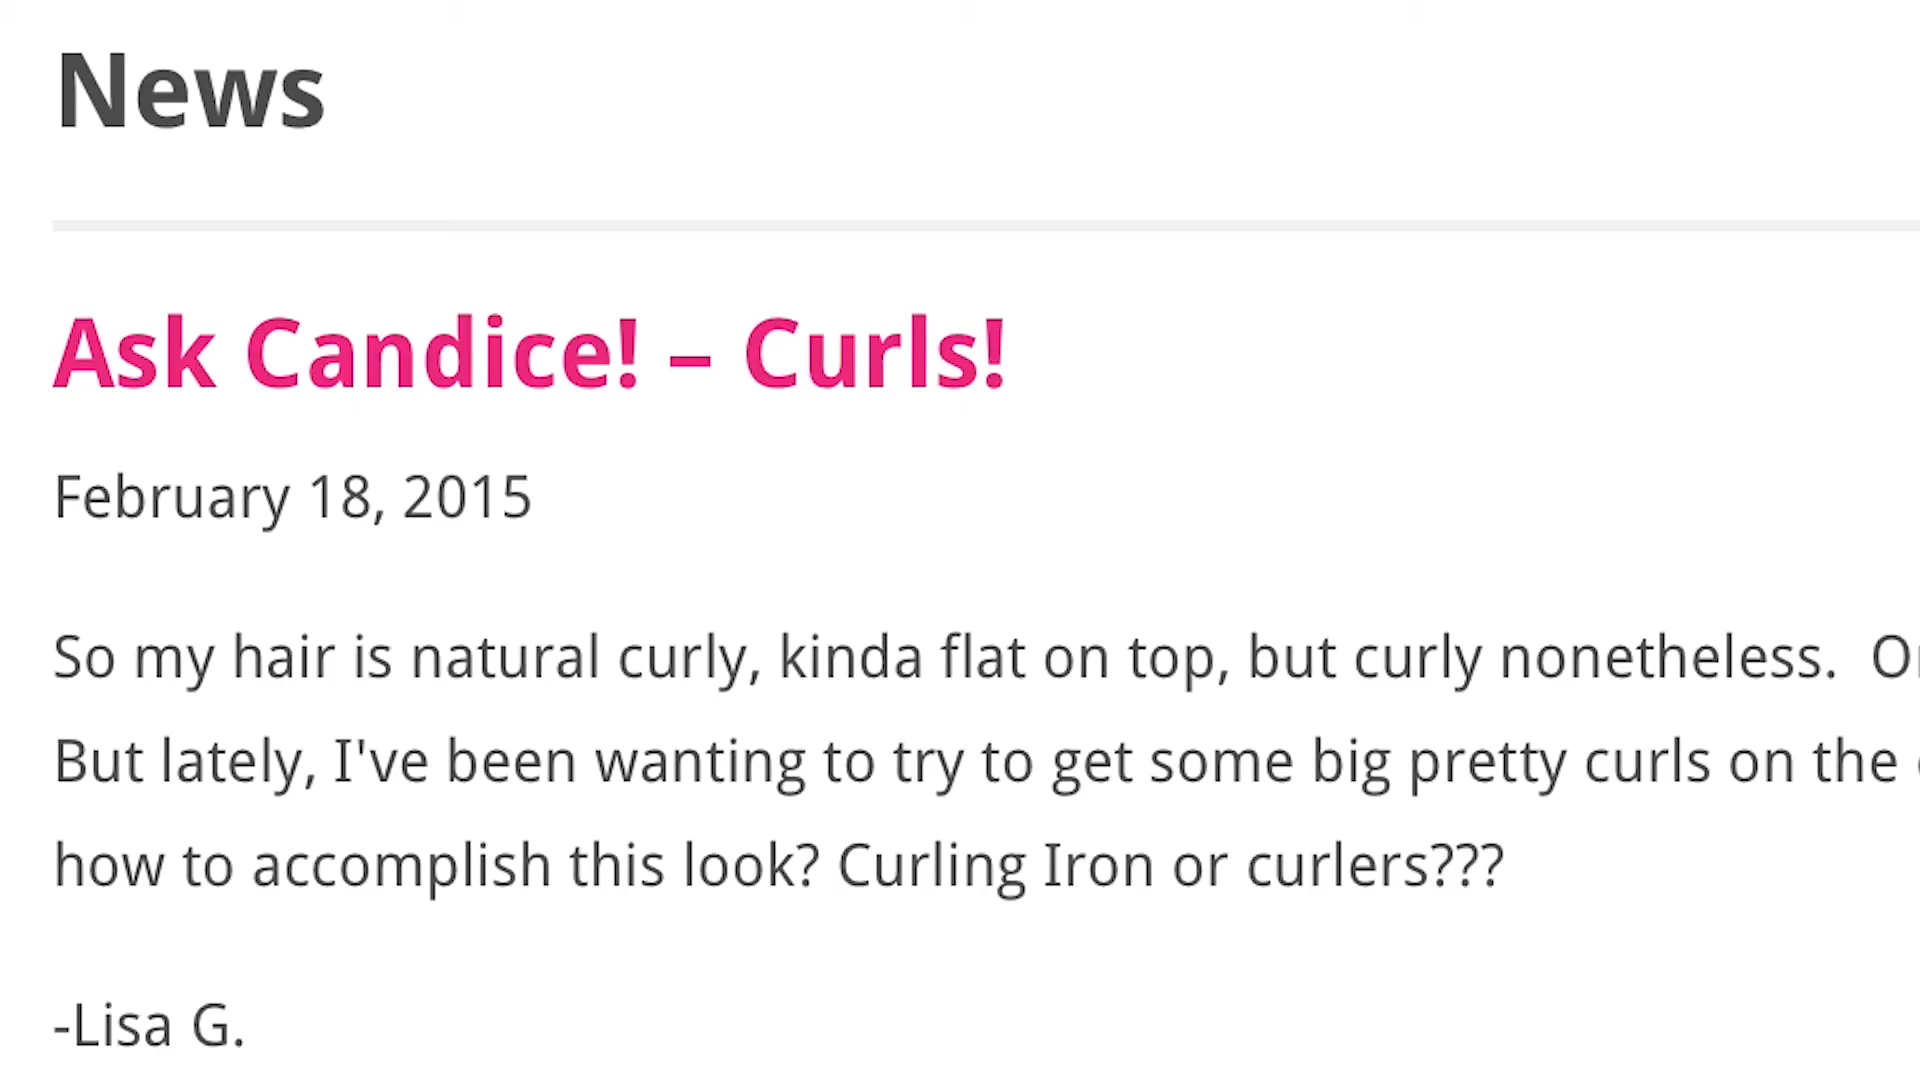 News
Ask Candice! – Curls!
February 18, 2015
So my hair is natural curly, kinda flat on top, but curly nonetheless.
But lately, I've been wanting to try to get some big pretty curls on the
how to accomplish this look? Curling Iron or curlers???
-Lisa G.